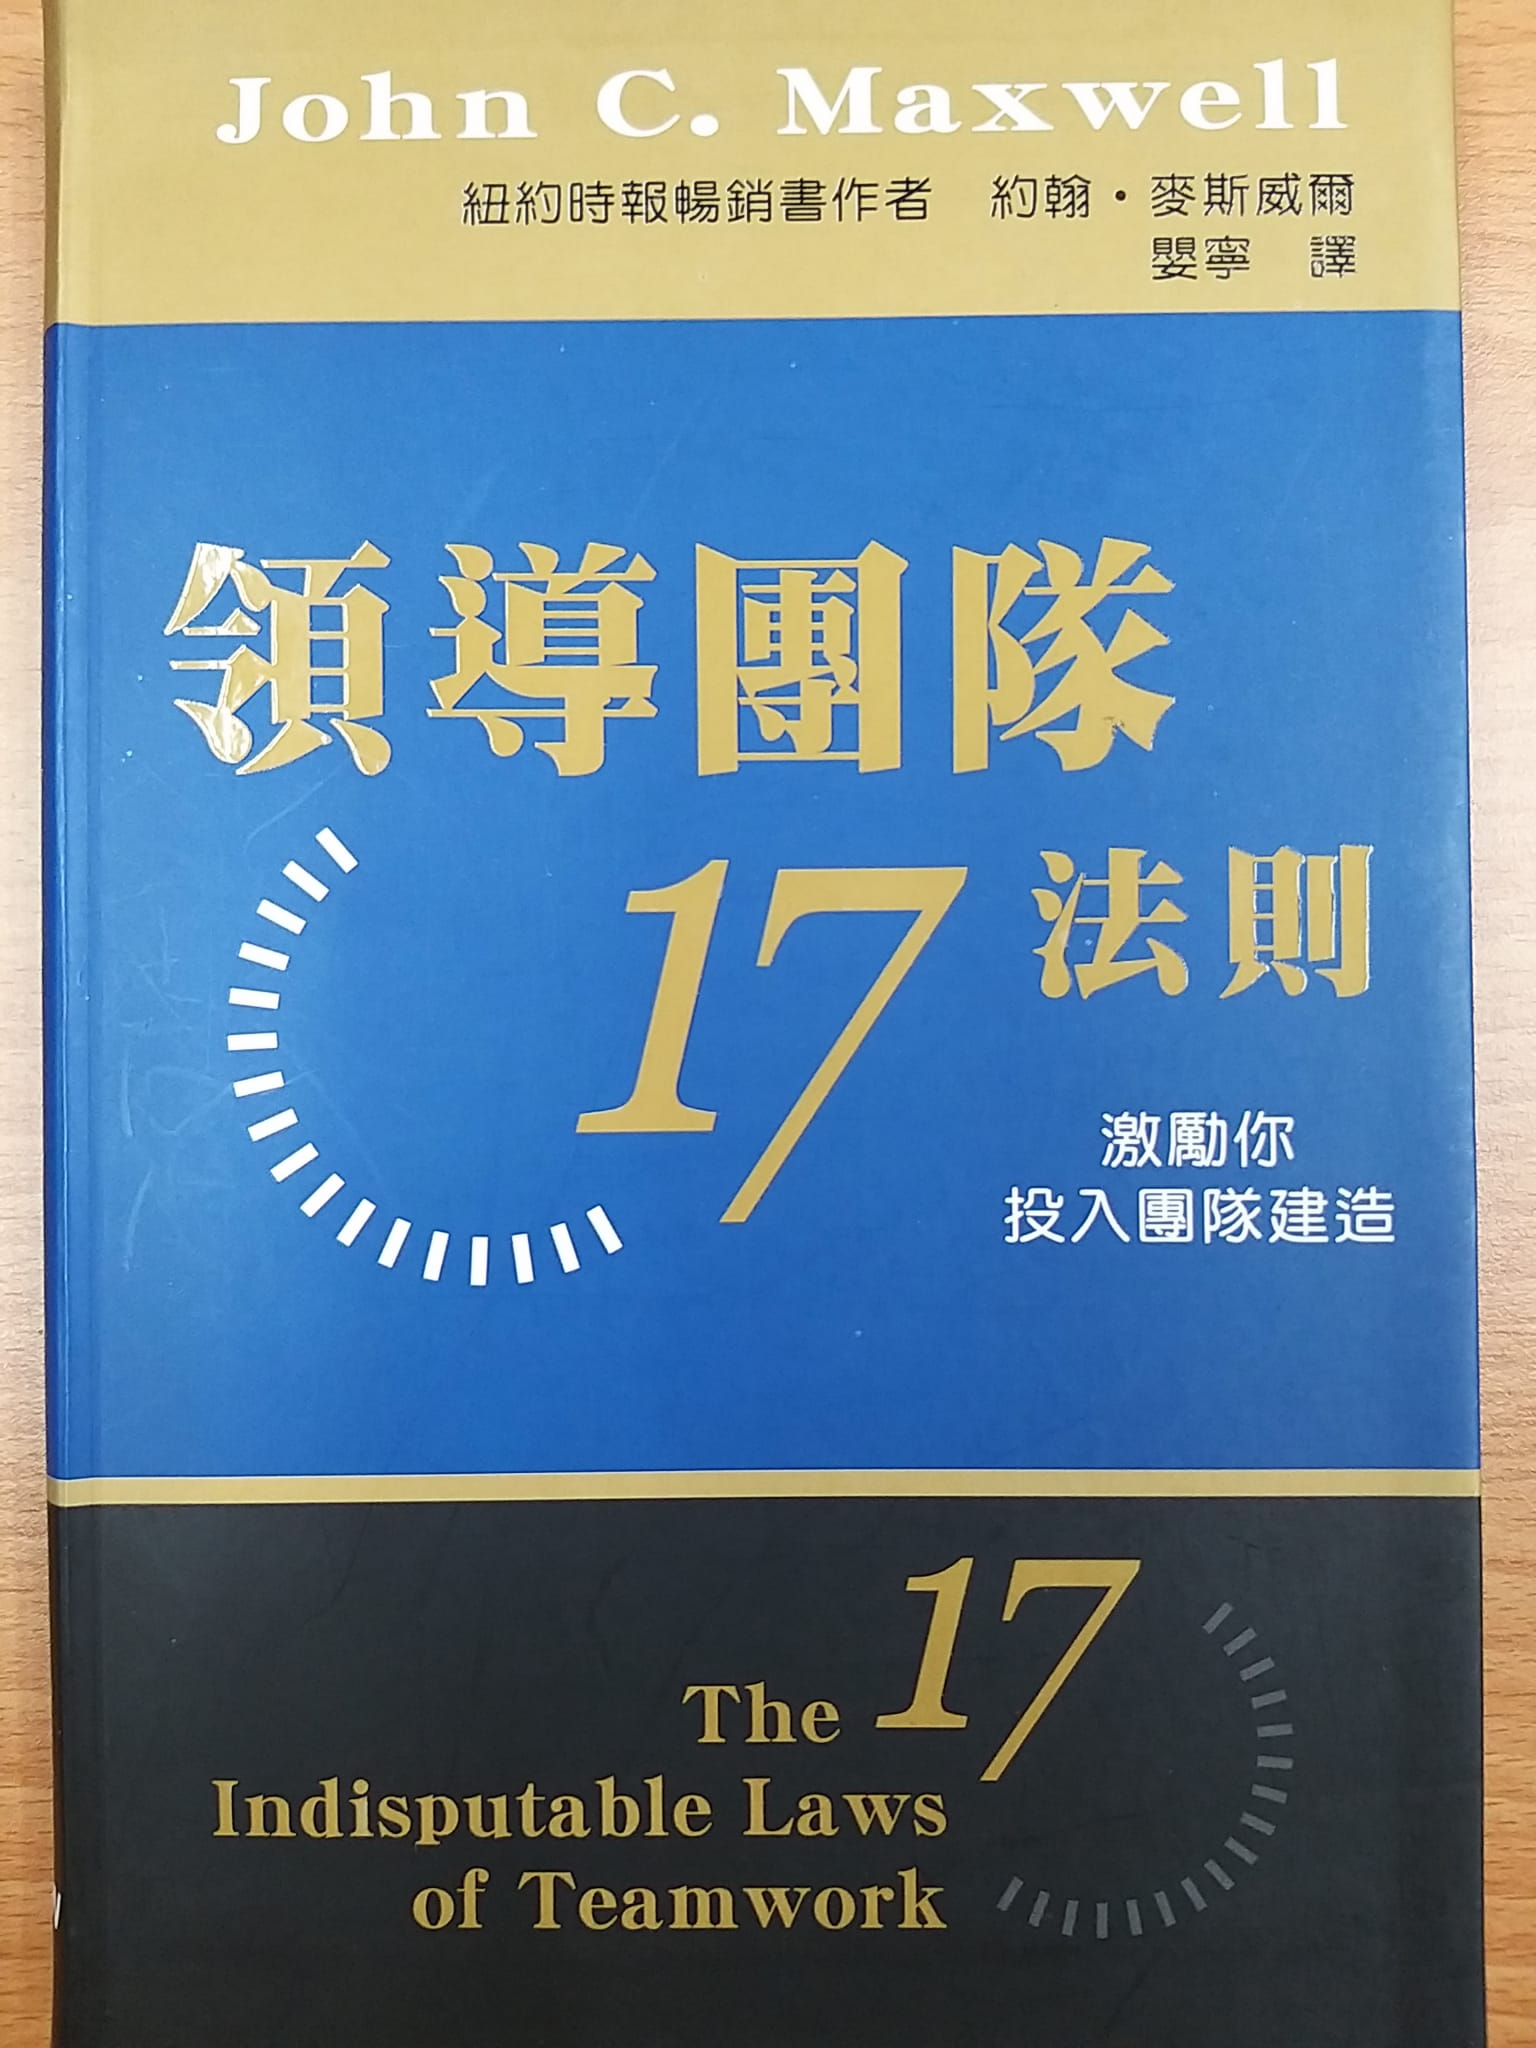 John C. Maxwell
紐約時報暢銷書作者 約翰・麥斯威爾
嬰寧 譯
領導團隊
17 法則
激勵你
投入團隊建造
The 17
Indisputable Laws
of Teamwork